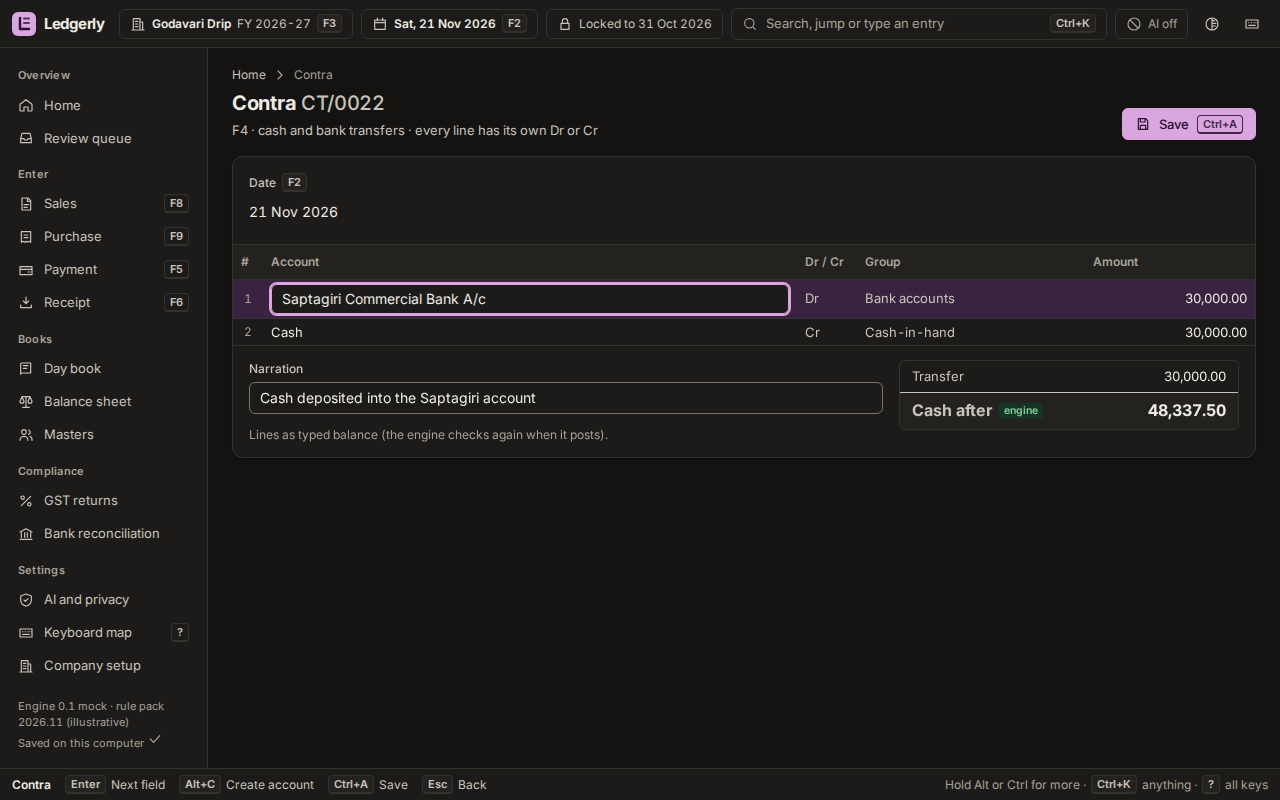 Ledgerly
Godavari Drip FY 2026-27 F3
Sat, 21 Nov 2026 F2
Locked to 31 Oct 2026
Search, jump or type an entry Ctrl+K
AI off
Overview
Home
Review queue
Enter
Sales F8
Purchase F9
Payment F5
Receipt F6
Books
Day book
Balance sheet
Masters
Compliance
GST returns
Bank reconciliation
Settings
AI and privacy
Keyboard map ?
Company setup
Engine 0.1 mock · rule pack
2026.11 (illustrative)
Saved on this computer
Home Contra
Contra CT/0022
F4 · cash and bank transfers · every line has its own Dr or Cr
Save Ctrl+A
Date F2
21 Nov 2026
# Account Dr / Cr Group Amount
1 Saptagiri Commercial Bank A/c Dr Bank accounts 30,000.00
2 Cash Cr Cash-in-hand 30,000.00
Narration
Cash deposited into the Saptagiri account
Lines as typed balance (the engine checks again when it posts).
Transfer 30,000.00
Cash after engine 48,337.50
Contra Enter Next field Alt+C Create account Ctrl+A Save Esc Back
Hold Alt or Ctrl for more · Ctrl+K anything · ? all keys